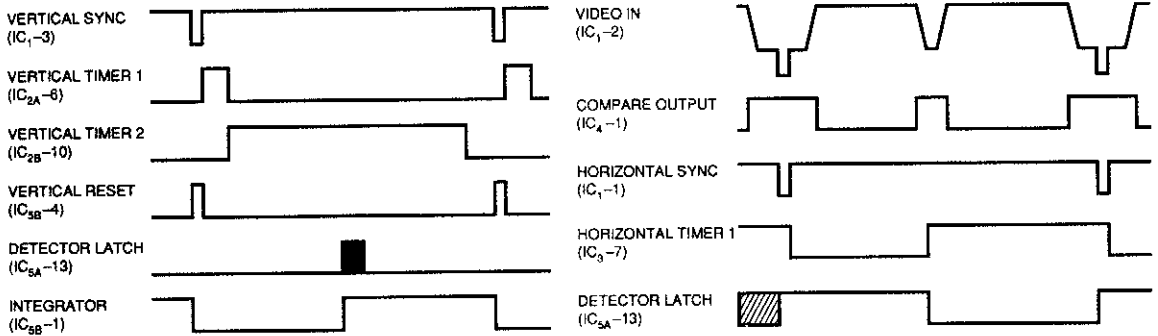 VERTICAL SYNC
(IC1–3)
VERTICAL TIMER 1
(IC2A–6)
VERTICAL TIMER 2
(IC2B–10)
VERTICAL RESET
(IC5B–4)
DETECTOR LATCH
(IC5A–13)
INTEGRATOR
(IC5B–1)
VIDEO IN
(IC1–2)
COMPARE OUTPUT
(IC4–1)
HORIZONTAL SYNC
(IC1–1)
HORIZONTAL TIMER 1
(IC3–7)
DETECTOR LATCH
(IC5A–13)